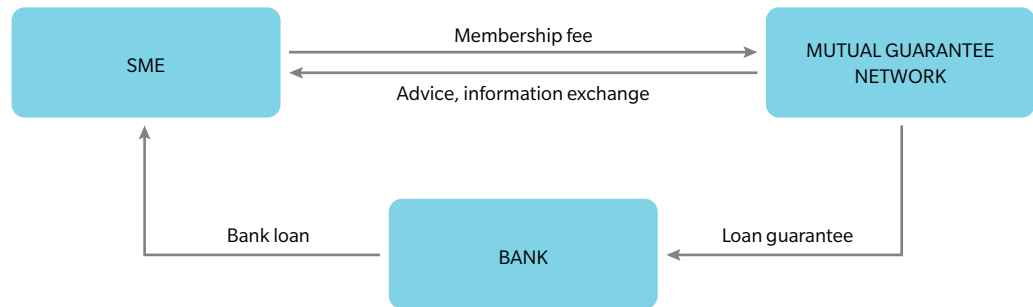 Membership fee
SME
MUTUAL GUARANTEE
NETWORK
Advice, information exchange
Bank loan
BANK
Loan guarantee